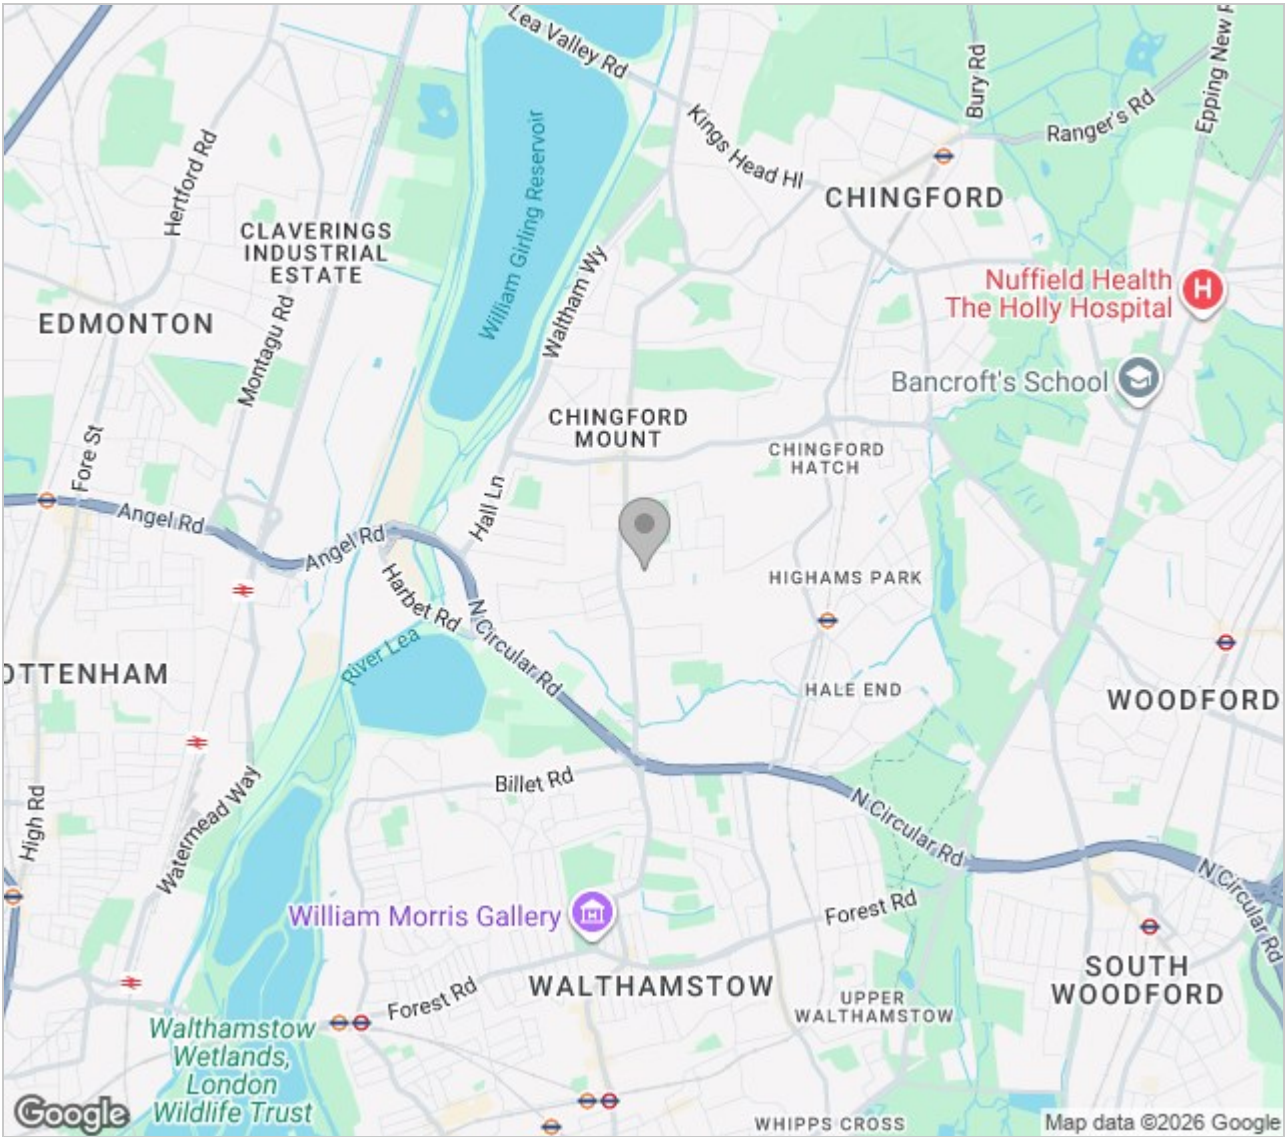 Lea Valley Rd
Bury Rd
Epping New R
Ranger's Rd
Kings Head Hl
Hertford Rd
William Girling Reservoir
CHINGFORD
CLAVERINGS
INDUSTRIAL
ESTATE
Waltham Wy
Nuffield Health
The Holly Hospital
H
EDMONTON
Montagu Rd
Bancroft's School
CHINGFORD
MOUNT
CHINGFORD
HATCH
Fore St
Hall Ln
Angel Rd
Angel Rd
Harbet Rd
HIGHAMS PARK
N Circular Rd
River Lea
OTTENHAM
HALE END
WOODFORD
Billet Rd
Watermead Way
High Rd
N Circular Rd
N Circular Rd
William Morris Gallery
Forest Rd
SOUTH
WOODFORD
WALTHAMSTOW
Forest Rd
UPPER
WALTHAMSTOW
Walthamstow
Wetlands,
London
Wildlife Trust
Google
WHIPPS CROSS
Map data ©2026 Google